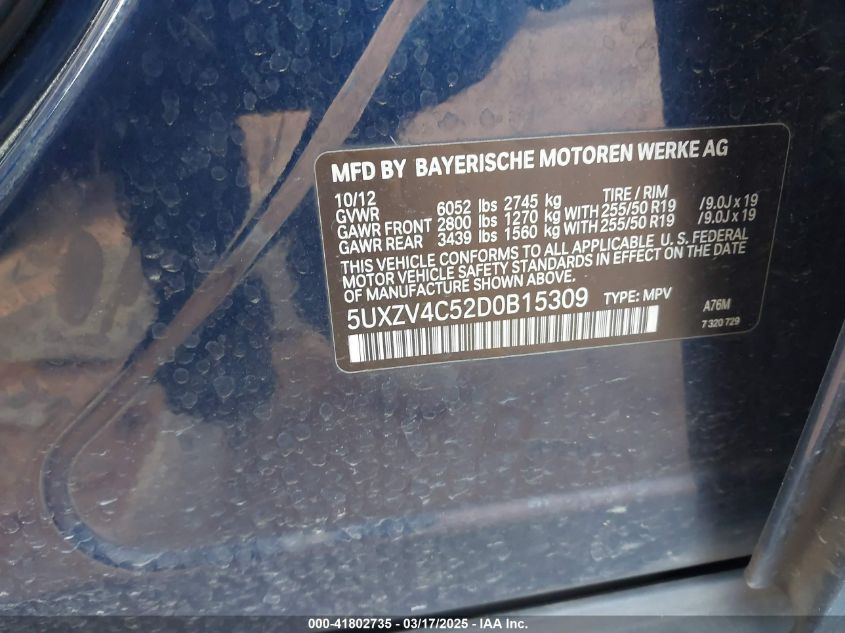 MFD BY BAYERISCHE MOTOREN WERKE AG
10/12 TIRE / RIM
GVWR 6052 lbs 2745 kg
GAWR FRONT 2800 lbs 1270 kg WITH 255/50 R19 /9.0J x 19
GAWR REAR 3439 lbs 1560 kg WITH 255/50 R19 /9.0J x 19
THIS VEHICLE CONFORMS TO ALL APPLICABLE U. S. FEDERAL
MOTOR VEHICLE SAFETY STANDARDS IN EFFECT ON THE DATE
OF MANUFACTURE SHOWN ABOVE.
5UXZV4C52D0B15309 TYPE: MPV A76M
7 320 729
000-41802735 - 03/17/2025 - IAA, Inc.